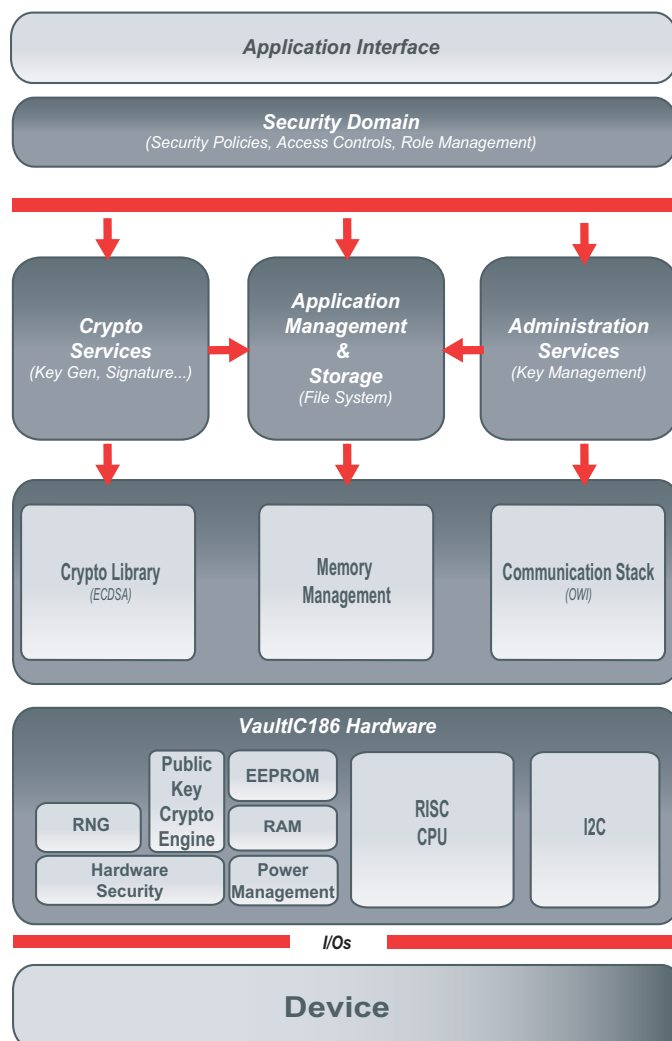 Application Interface
Security Domain
(Security Policies, Access Controls, Role Management)
Crypto
Services
(Key Gen, Signature...)
Application
Management
&
Storage
(File System)
Administration
Services
(Key Management)
Crypto Library
(ECDSA)
Memory
Management
Communication Stack
(OWI)
VaultIC186 Hardware
RNG
Public
Key
Crypto
Engine
EEPROM
RAM
Hardware
Security
Power
Management
RISC
CPU
I2C
I/Os
Device